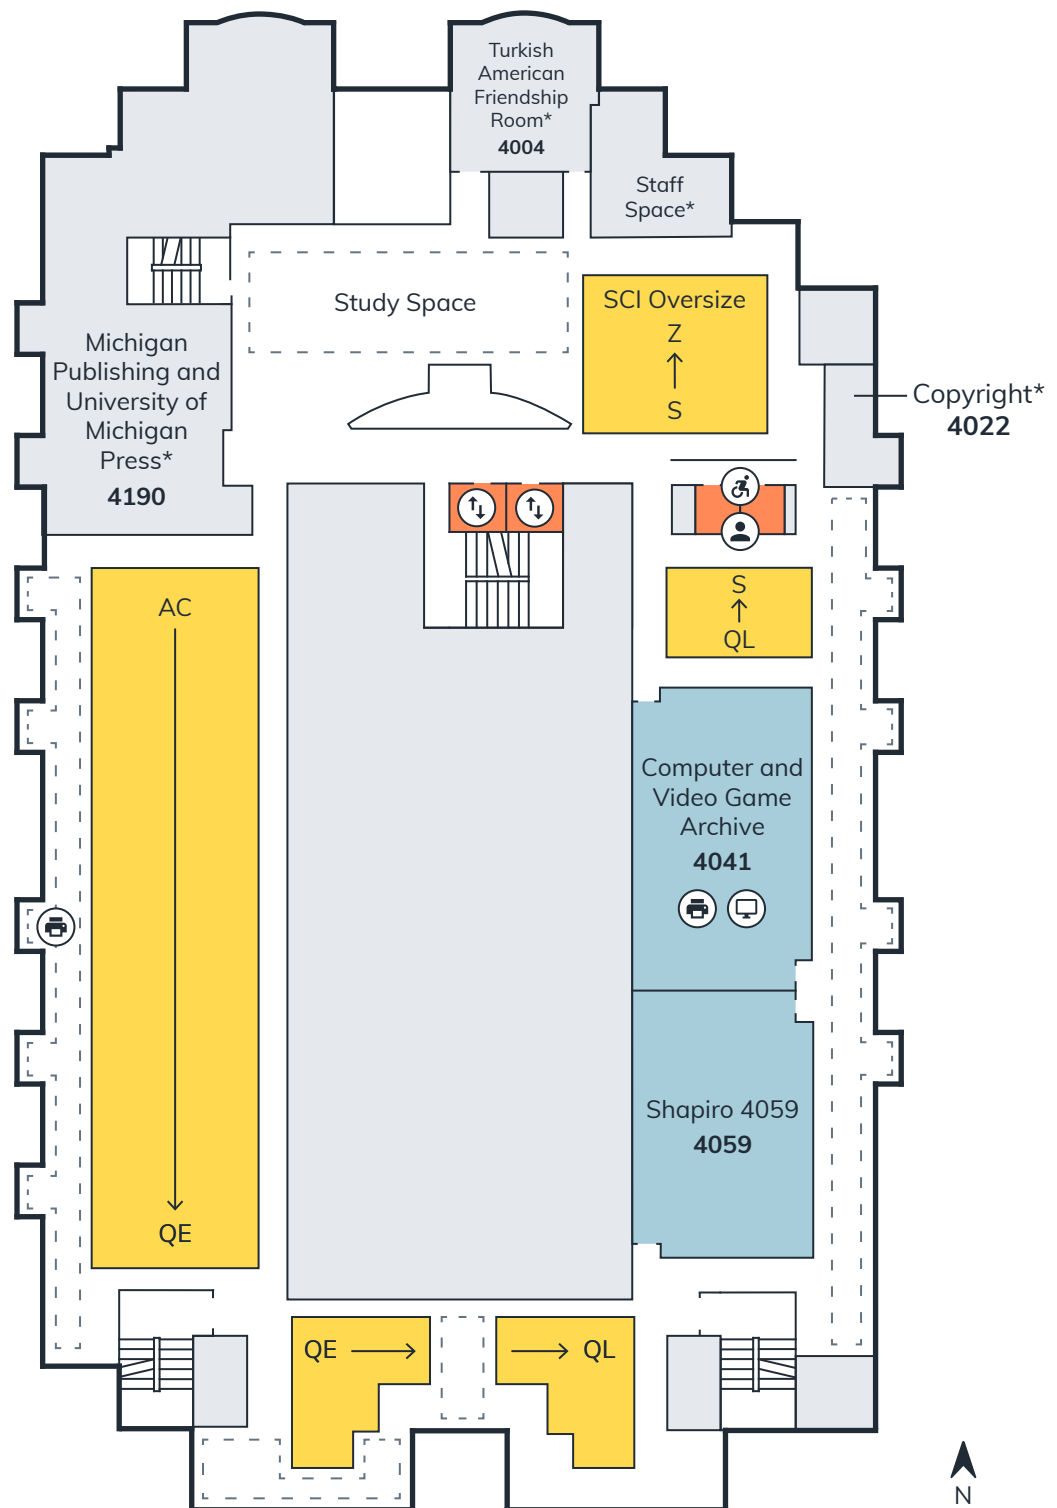 Turkish
American
Friendship
Room*
4004
Staff
Space*
Study Space
SCI Oversize
Z
S
Michigan
Publishing and
University of
Michigan
Press*
4190
Copyright*
4022
AC
S
QL
Computer and
Video Game
Archive
4041
Shapiro 4059
4059
QE
QE
QL
N